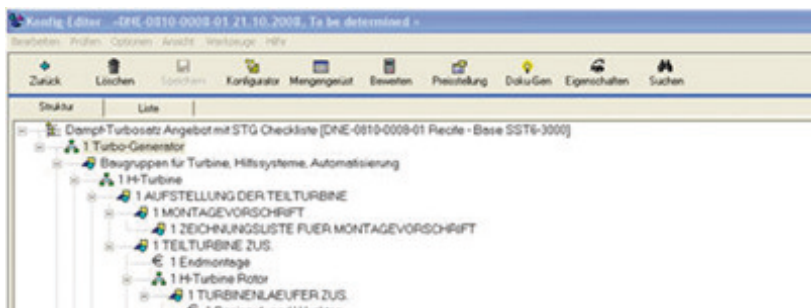 Konfig-Editor - «DNE-0810-0008-01 21.10.2008, To be determined »
Bearbeiten Prüfen Optionen Ansicht Werkzeuge Hilfe
Zurück Löschen Speichern Konfigurator Mengengerüst Bewerten Preisstellung Doku-Gen Eigenschaften Suchen
Struktur Liste
Dampf-Turbosatz Angebot mit STG Checkliste [DNE-0810-0008-01 Recife - Base SST6-3000]
1 Turbo-Generator
Baugruppen für Turbine, Hilfssysteme, Automatisierung
1 H-Turbine
1 AUFSTELLUNG DER TEILTURBINE
1 MONTAGEVORSCHRIFT
1 ZEICHNUNGSLISTE FUER MONTAGEVORSCHRIFT
1 TEILTURBINE ZUS.
€ 1 Endmontage
1 H-Turbine Rotor
1 TURBINENLAEUFER ZUS.